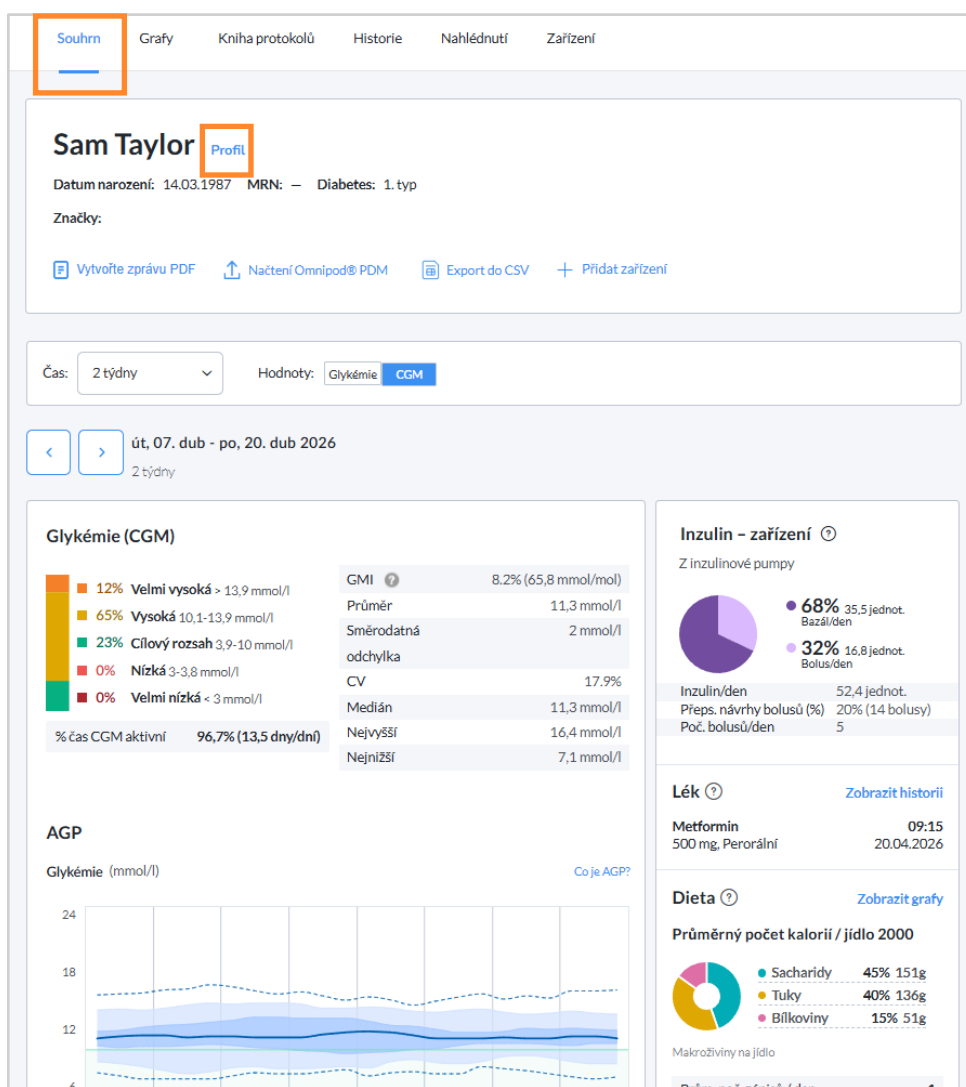 Souhrn Grafy Kniha protokolů Historie Nahlédnutí Zařízení
Sam Taylor Profil
Datum narození: 14.03.1987 MRN: — Diabetes: 1. typ
Značky:
Vytvořte zprávu PDF Načtení Omnipod® PDM Export do CSV Přidat zařízení
Čas: 2 týdny Hodnoty: Glykémie CGM
út, 07. dub - po, 20. dub 2026
2 týdny
Glykémie (CGM)
12% Velmi vysoká > 13,9 mmol/l
65% Vysoká 10,1-13,9 mmol/l
23% Cílový rozsah 3,9-10 mmol/l
0% Nízká 3-3,8 mmol/l
0% Velmi nízká < 3 mmol/l
% čas CGM aktivní 96,7% (13,5 dny/dní)
GMI 8.2% (65,8 mmol/mol)
Průměr 11,3 mmol/l
Směrodatná 2 mmol/l
odchylka
CV 17.9%
Medián 11,3 mmol/l
Nejvyšší 16,4 mmol/l
Nejnižší 7,1 mmol/l
AGP
Glykémie (mmol/l) Co je AGP?
24
18
12
6
Inzulin – zařízení ?
Z inzulinové pumpy
68% 35,5 jednot.
Bazál/den
32% 16,8 jednot.
Bolus/den
Inzulin/den 52,4 jednot.
Přeps. návrhy bolusů (%) 20% (14 bolusy)
Poč. bolusů/den 5
Lék ? Zobrazit historii
Metformin 09:15
500 mg, Perorální 20.04.2026
Dieta ? Zobrazit grafy
Průměrný počet kalorií / jídlo 2000
Sacharidy 45% 151g
Tuky 40% 136g
Bílkoviny 15% 51g
Makroživiny na jídlo